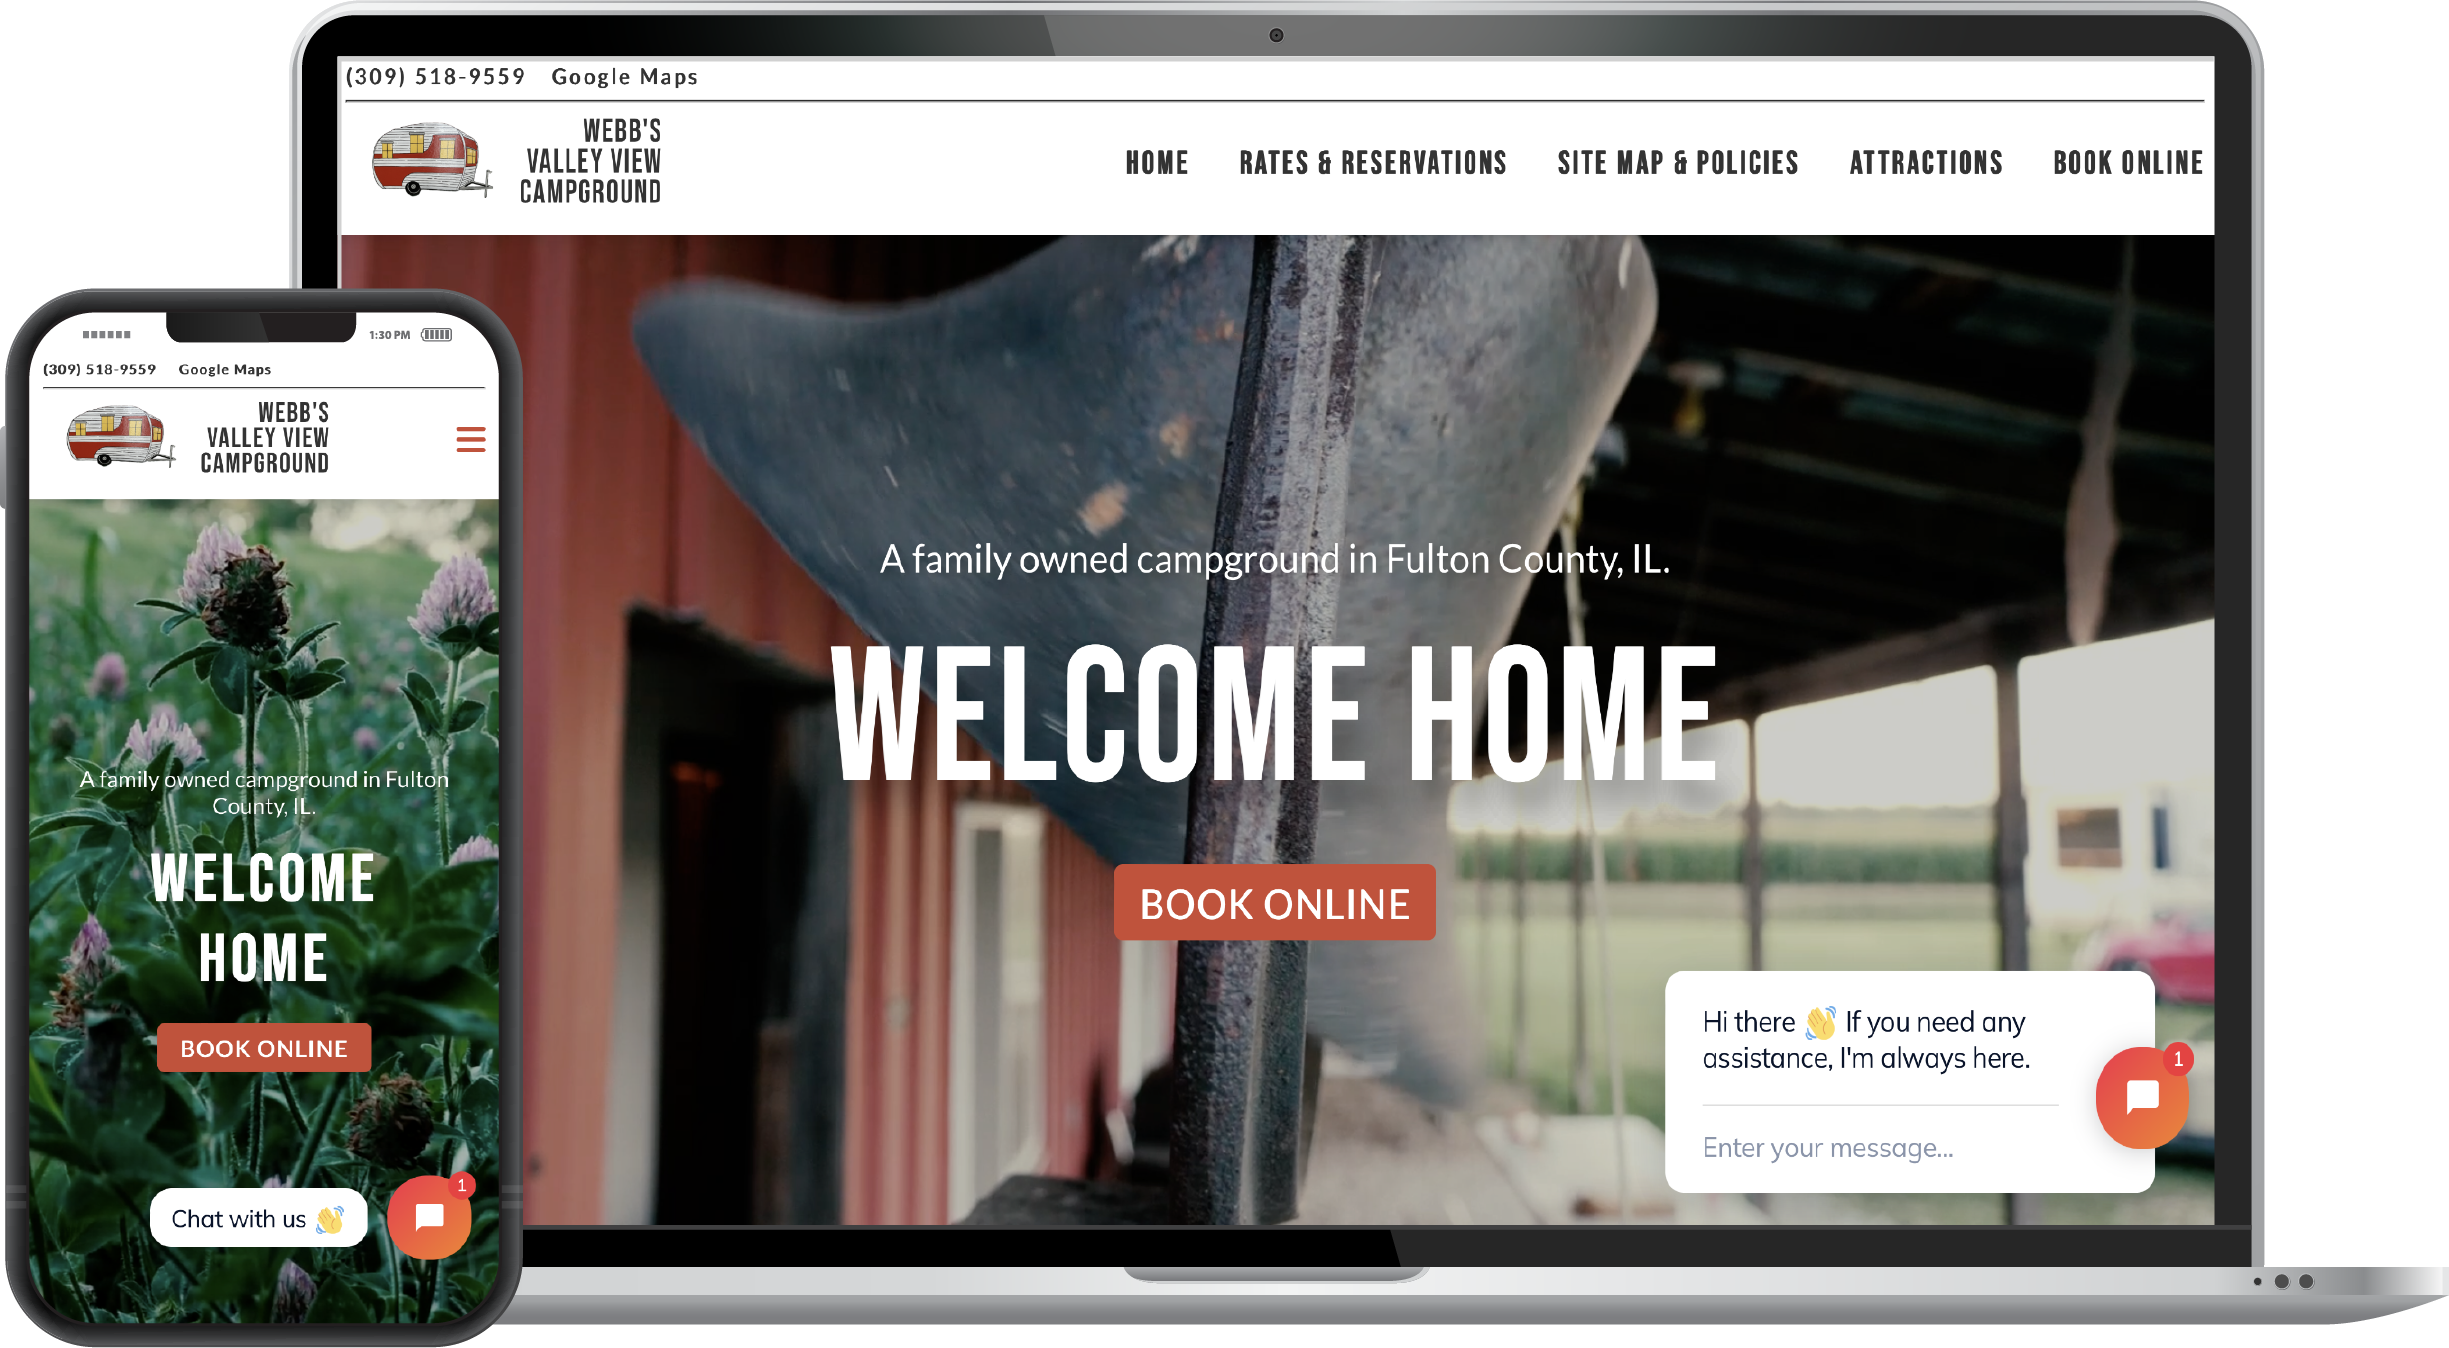 (309) 518-9559 Google Maps
WEBB'S
VALLEY VIEW
CAMPGROUND
HOME RATES & RESERVATIONS SITE MAP & POLICIES ATTRACTIONS BOOK ONLINE
A family owned campground in Fulton County, IL.
WELCOME HOME
BOOK ONLINE
Hi there 👋 If you need any
assistance, I'm always here.
1
Enter your message...
1:30 PM
(309) 518-9559 Google Maps
WEBB'S
VALLEY VIEW
CAMPGROUND
A family owned campground in Fulton
County, IL.
WELCOME
HOME
BOOK ONLINE
Chat with us 👋
1